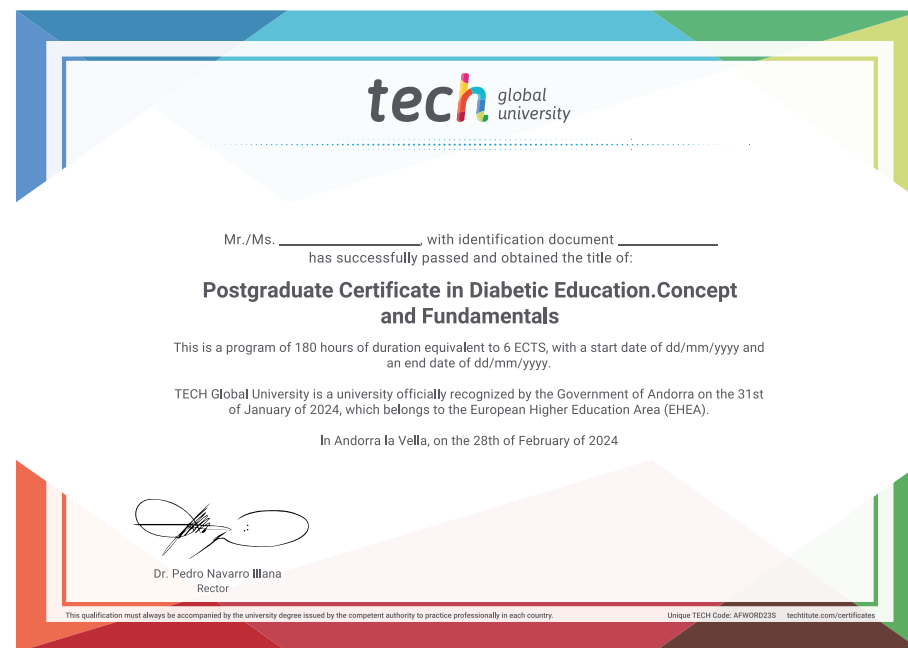 tech global university
Mr./Ms. ____________, with identification document ____________
has successfully passed and obtained the title of:
Postgraduate Certificate in Diabetic Education.Concept
and Fundamentals
This is a program of 180 hours of duration equivalent to 6 ECTS, with a start date of dd/mm/yyyy and
an end date of dd/mm/yyyy.
TECH Global University is a university officially recognized by the Government of Andorra on the 31st
of January of 2024, which belongs to the European Higher Education Area (EHEA).
In Andorra la Vella, on the 28th of February of 2024
Dr. Pedro Navarro Illana
Rector
This qualification must always be accompanied by the university degree issued by the competent authority to practice professionally in each country.
Unique TECH Code: AFWORD23S techtitute.com/certificates